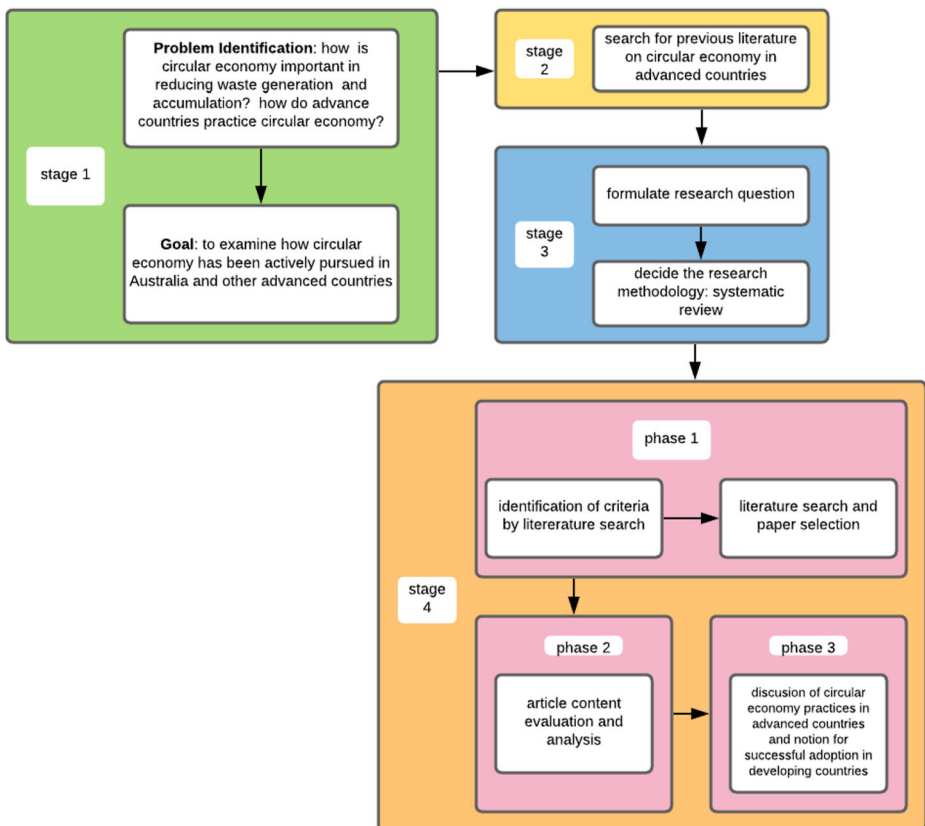 stage 1
Problem Identification: how is
circular economy important in
reducing waste generation and
accumulation? how do advance
countries practice circular economy?
Goal: to examine how circular
economy has been actively pursued in
Australia and other advanced countries
stage
2
search for previous literature
on circular economy in
advanced countries
stage
3
formulate research question
decide the research
methodology: systematic
review
stage
4
phase 1
identification of criteria
by litererature search
literature search and
paper selection
phase 2
article content
evaluation and
analysis
phase 3
discusion of circular
economy practices in
advanced countries
and notion for
successful adoption in
developing countries